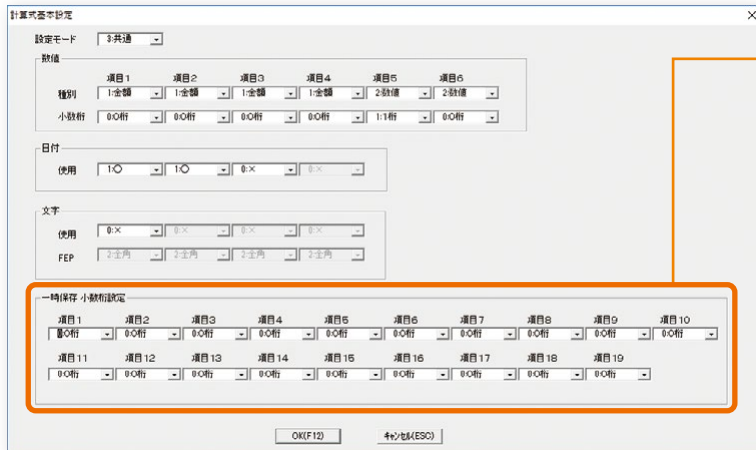 計算式基本設定
設定モード 3:共通
数値
項目1 項目2 項目3 項目4 項目5 項目6
種別 1:金額 1:金額 1:金額 1:金額 2:数値 2:数値
小数桁 0:0桁 0:0桁 0:0桁 0:0桁 1:1桁 0:0桁
日付
使用 1:〇 1:〇 0:× 0:×
文字
使用 0:× 0:× 0:× 0:×
FEP 2:全角 2:全角 2:全角 2:全角
一時保存 小数桁設定
項目1 項目2 項目3 項目4 項目5 項目6 項目7 項目8 項目9 項目10
0:0桁 0:0桁 0:0桁 0:0桁 0:0桁 0:0桁 0:0桁 0:0桁 0:0桁 0:0桁
項目11 項目12 項目13 項目14 項目15 項目16 項目17 項目18 項目19
0:0桁 0:0桁 0:0桁 0:0桁 0:0桁 0:0桁 0:0桁 0:0桁 0:0桁
OK(F12) キャンセル(ESC)